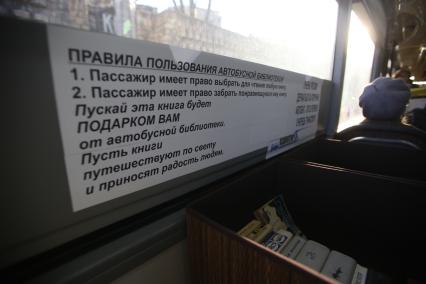 ПРАВИЛА ПОЛЬЗОВАНИЯ АВТОБУСНОЙ БИБЛИОТЕКОЙ
1. Пассажир имеет право выбрать для чтения любую книгу.
2. Пассажир имеет право забрать понравившуюся ему книгу.
Пускай эта книга будет
ПОДАРКОМ ВАМ
от автобусной библиотеки.
Пусть книги
путешествуют по свету
и приносят радость людям.